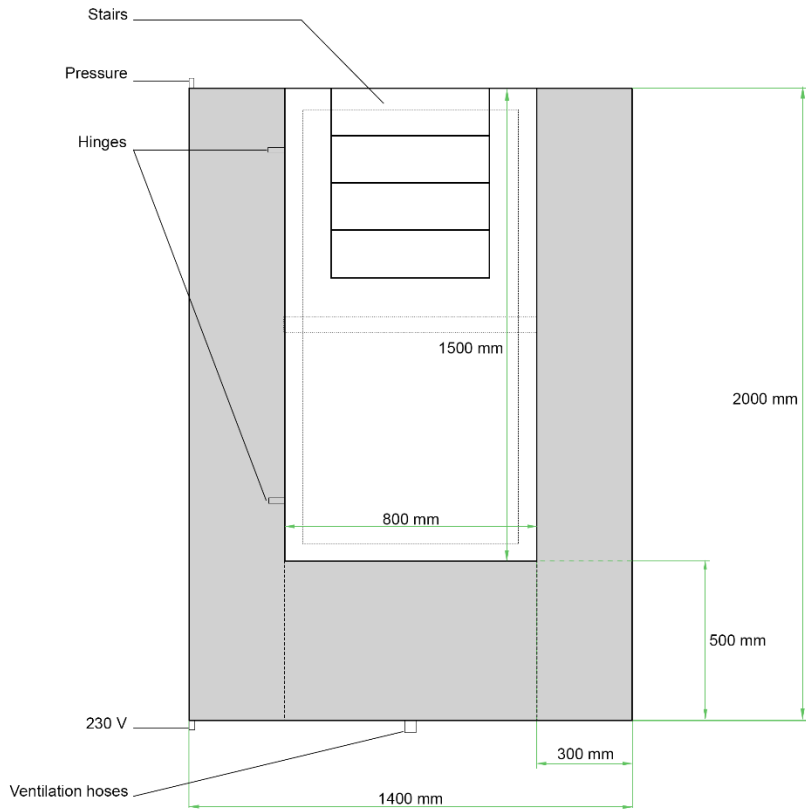 Stairs
Pressure
Hinges
1500 mm
2000 mm
800 mm
500 mm
230 V
300 mm
Ventilation hoses
1400 mm